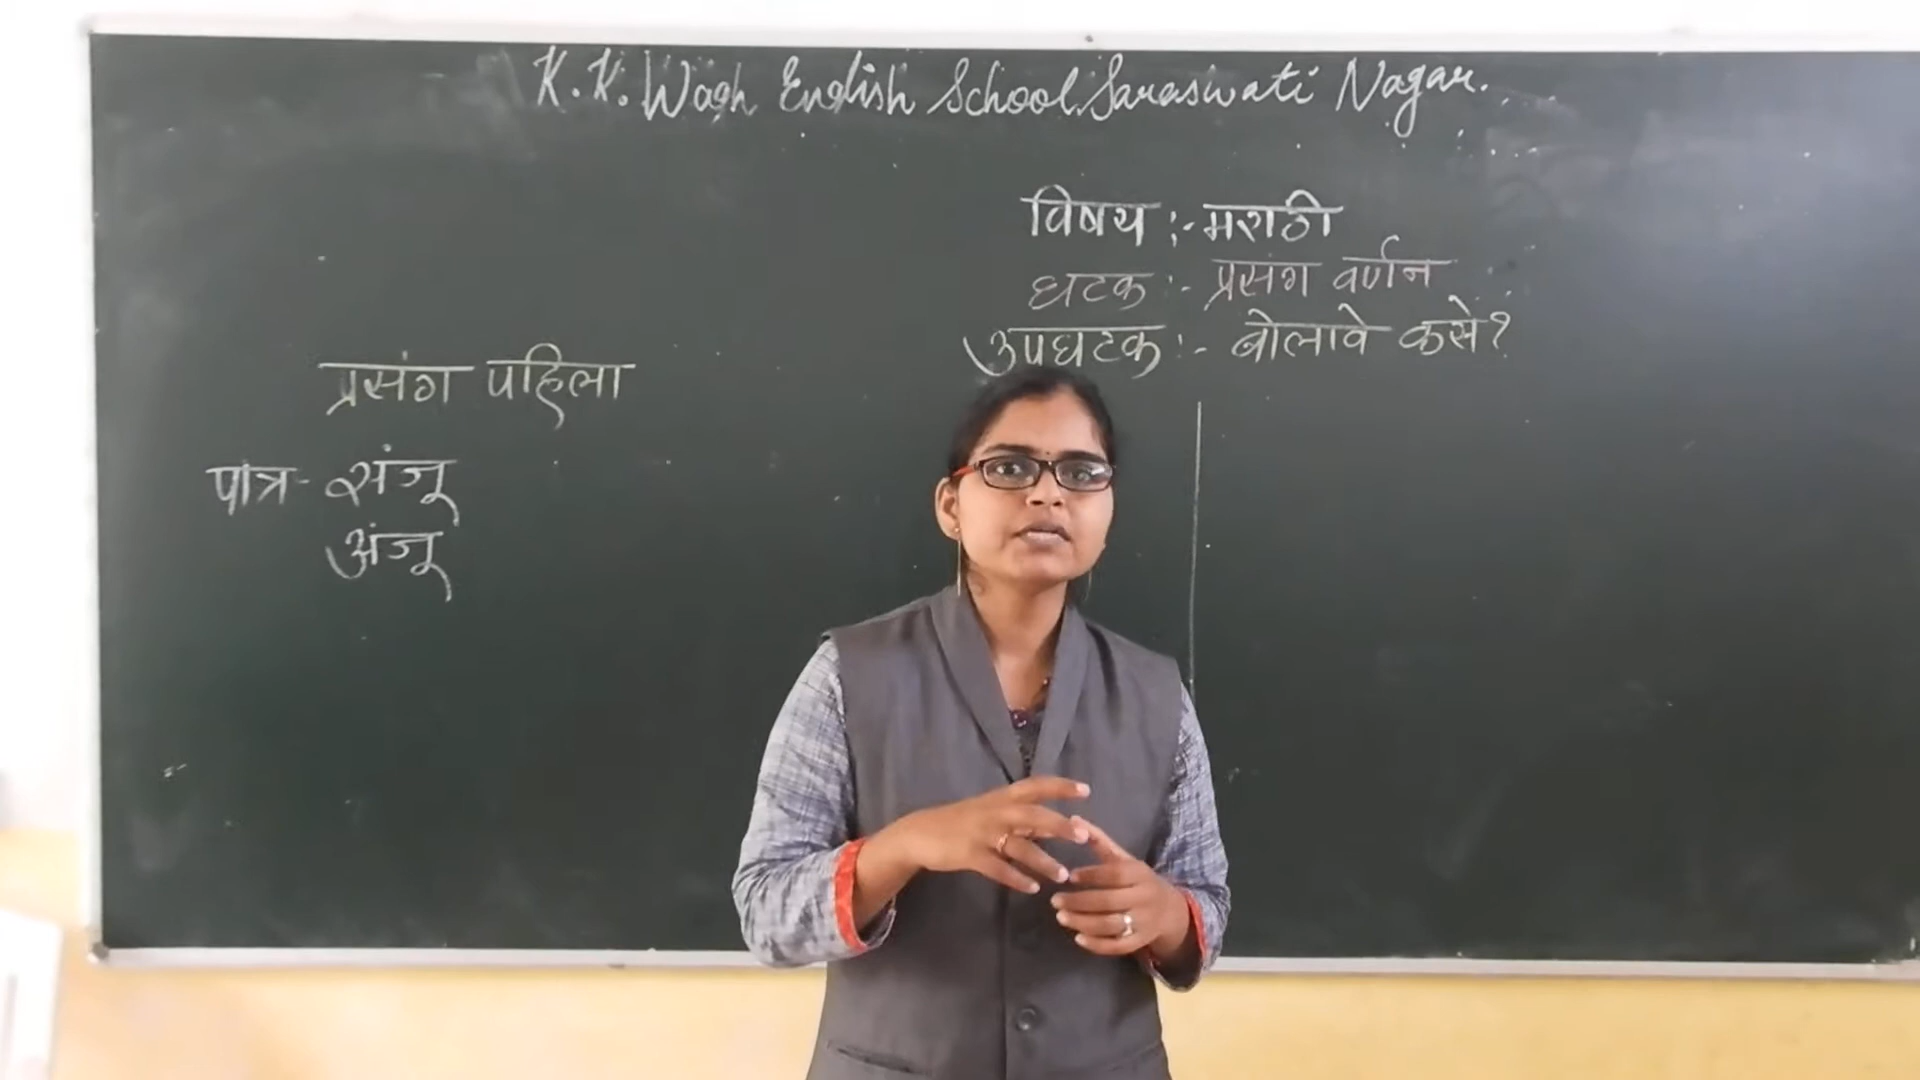 K.K. Wagh English School, Saraswati Nagar.
विषय :- मराठी
घटक :- प्रसंग वर्णन
उपघटक :- बोलावे कसे?
प्रसंग पहिला
पात्र - संजू
अंजू